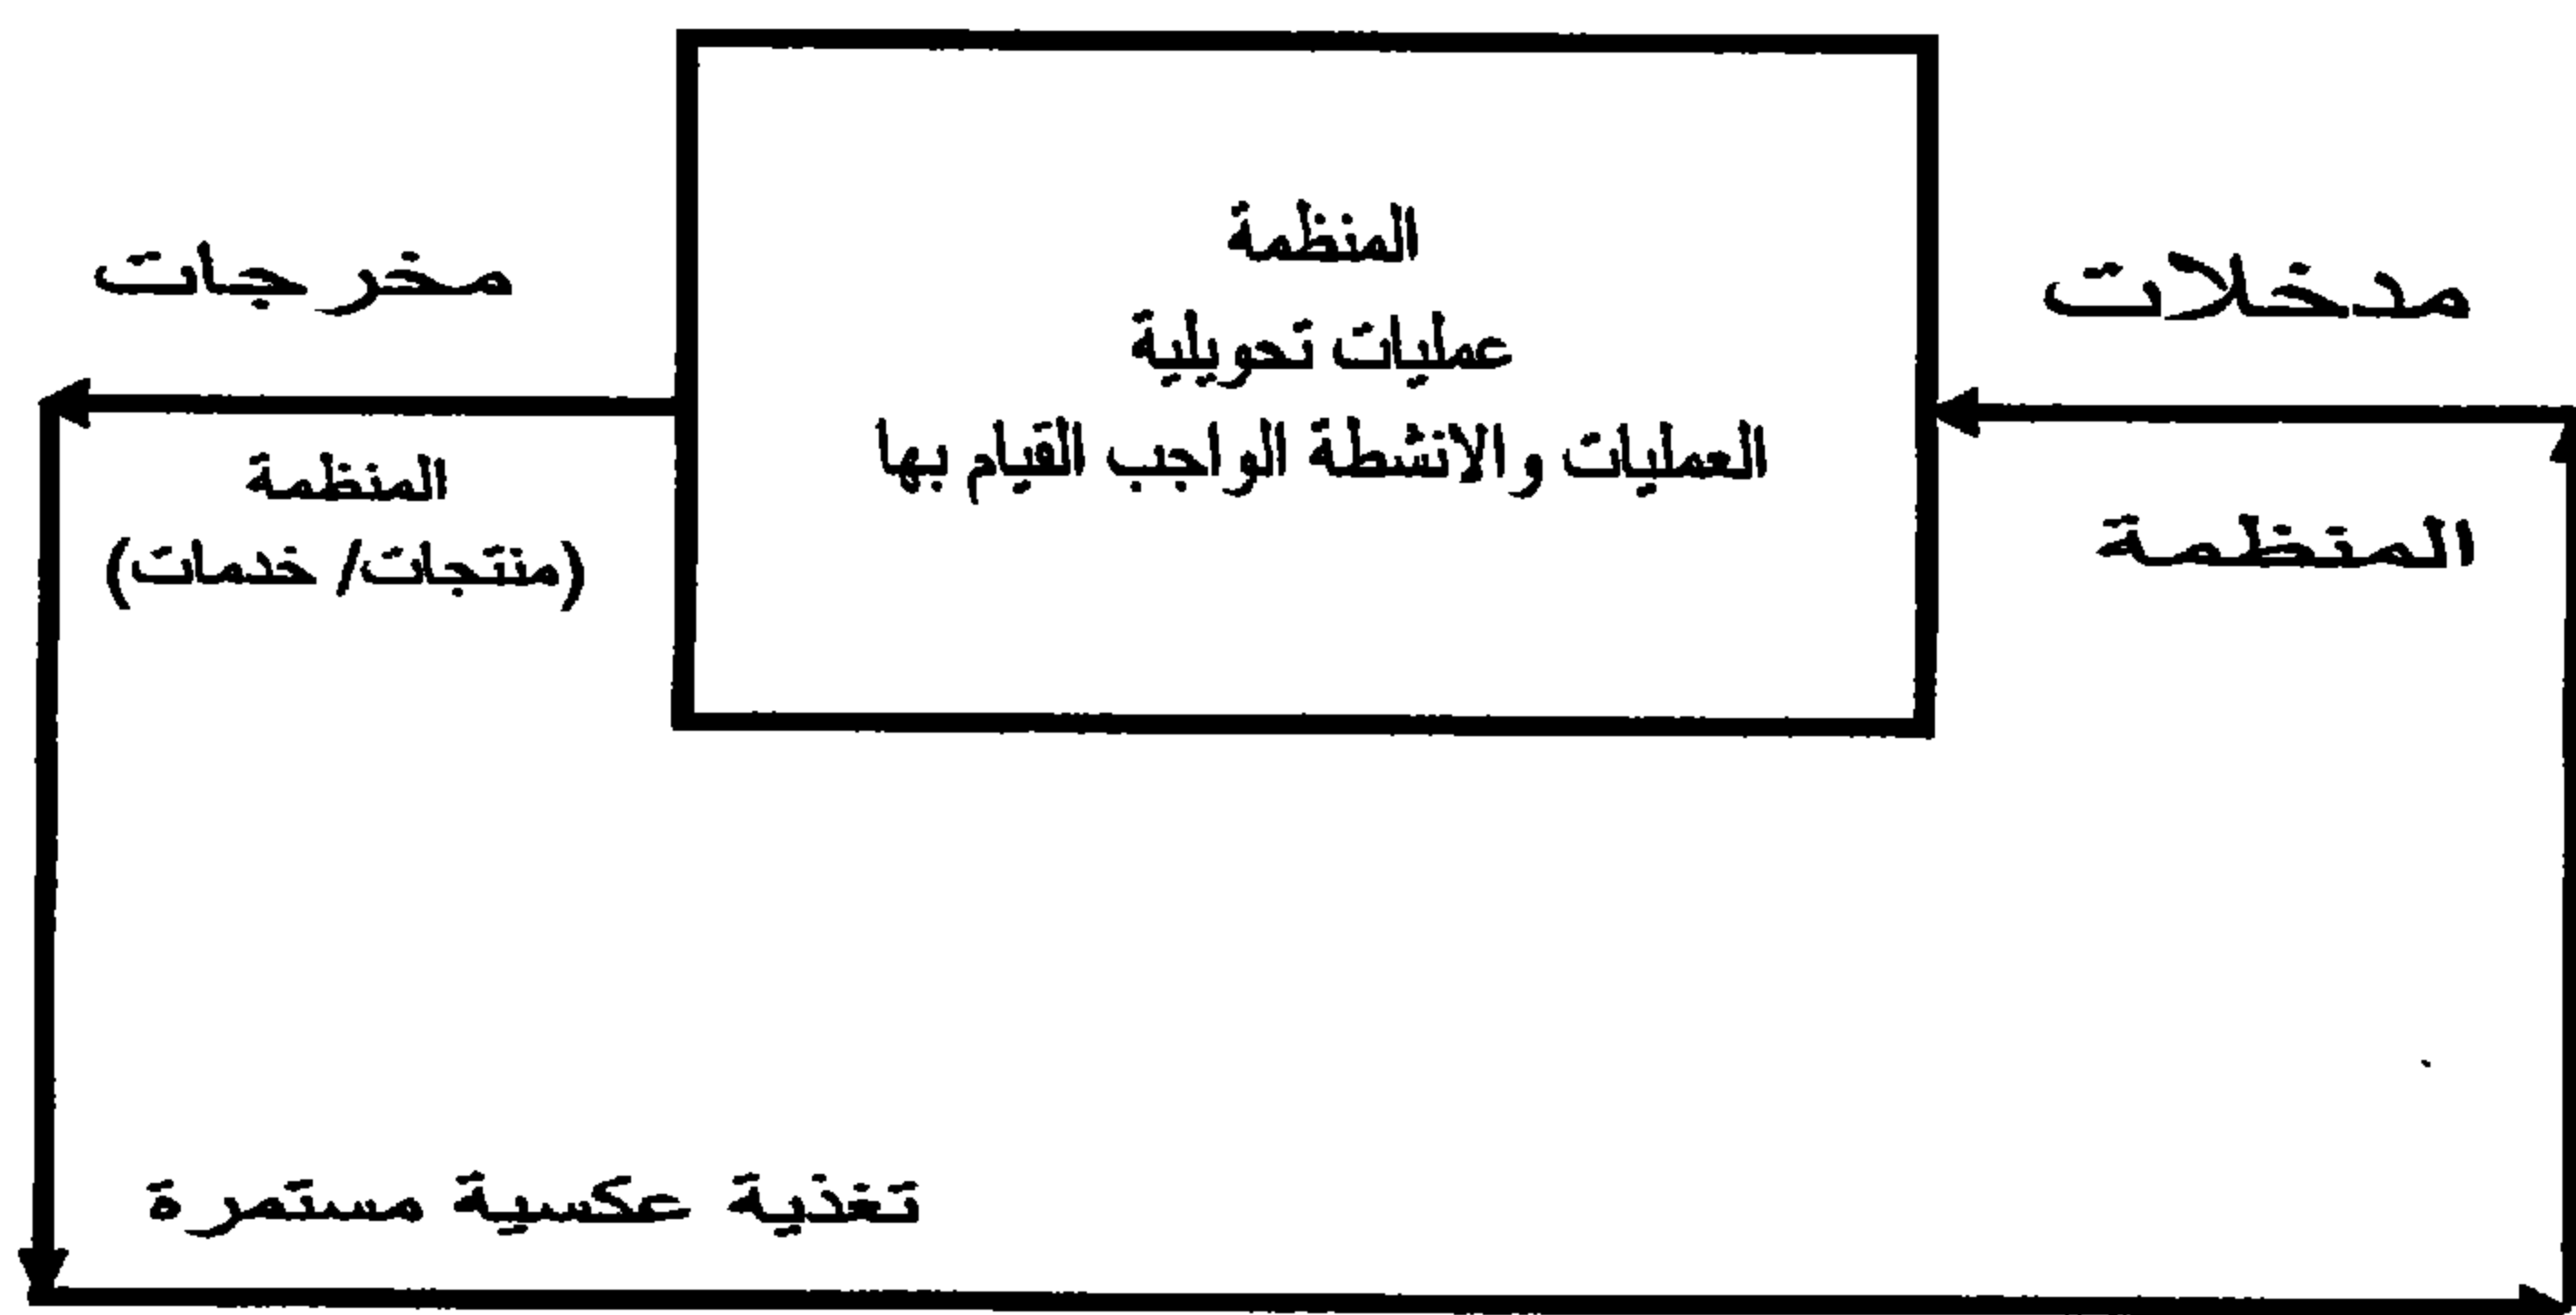 مدخلات
المنظمة
المنظمة
عمليات تحويلية
العمليات والانشطة الواجب القيام بها
مخرجات
المنظمة
(منتجات/ خدمات)
تغذية عكسية مستمرة